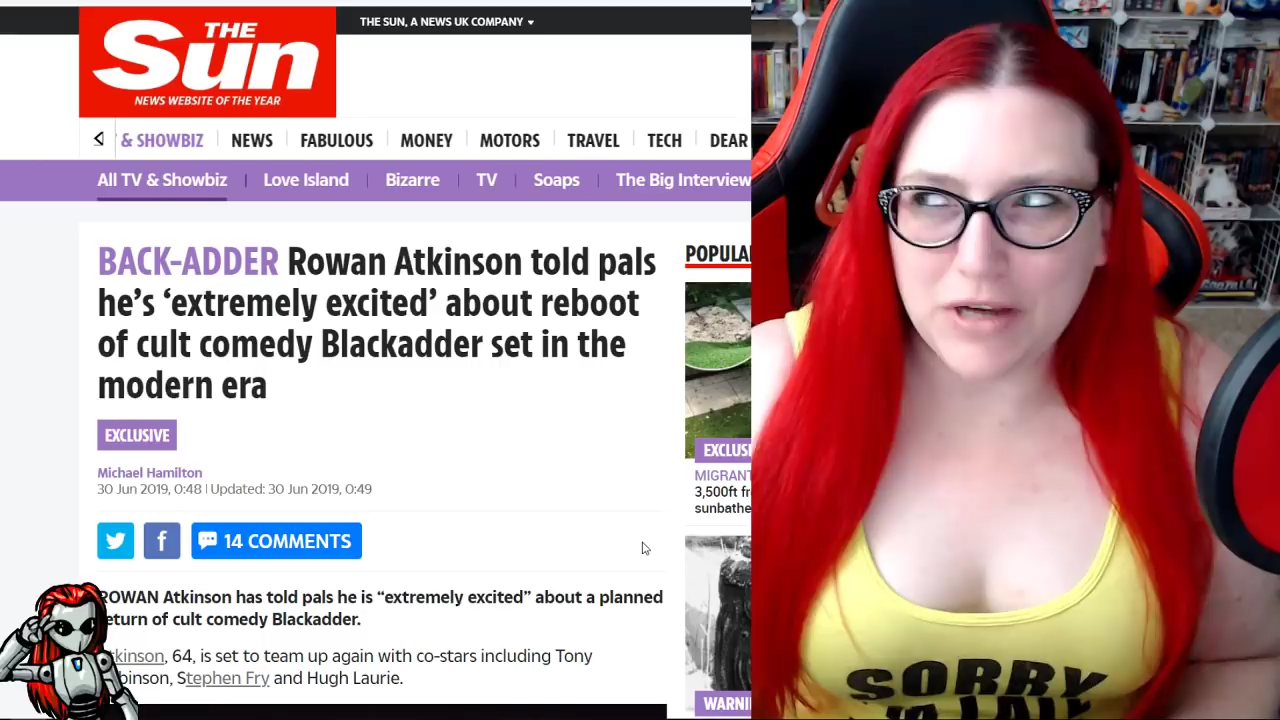 THE SUN, A NEWS UK COMPANY
THE
Sun
NEWS WEBSITE OF THE YEAR
& SHOWBIZ NEWS FABULOUS MONEY MOTORS TRAVEL TECH DEAR
All TV & Showbiz Love Island Bizarre TV Soaps The Big Interview
BACK-ADDER Rowan Atkinson told pals
he's ‘extremely excited’ about reboot
of cult comedy Blackadder set in the
modern era
EXCLUSIVE
Michael Hamilton
30 Jun 2019, 0:48 | Updated: 30 Jun 2019, 0:49
14 COMMENTS
ROWAN Atkinson has told pals he is “extremely excited” about a planned
return of cult comedy Blackadder.
tkinson, 64, is set to team up again with co-stars including Tony
binson, Stephen Fry and Hugh Laurie.
POPULA
EXCLUSI
MIGRANT
3,500ft fr
sunbathe
WARNI
SORRY